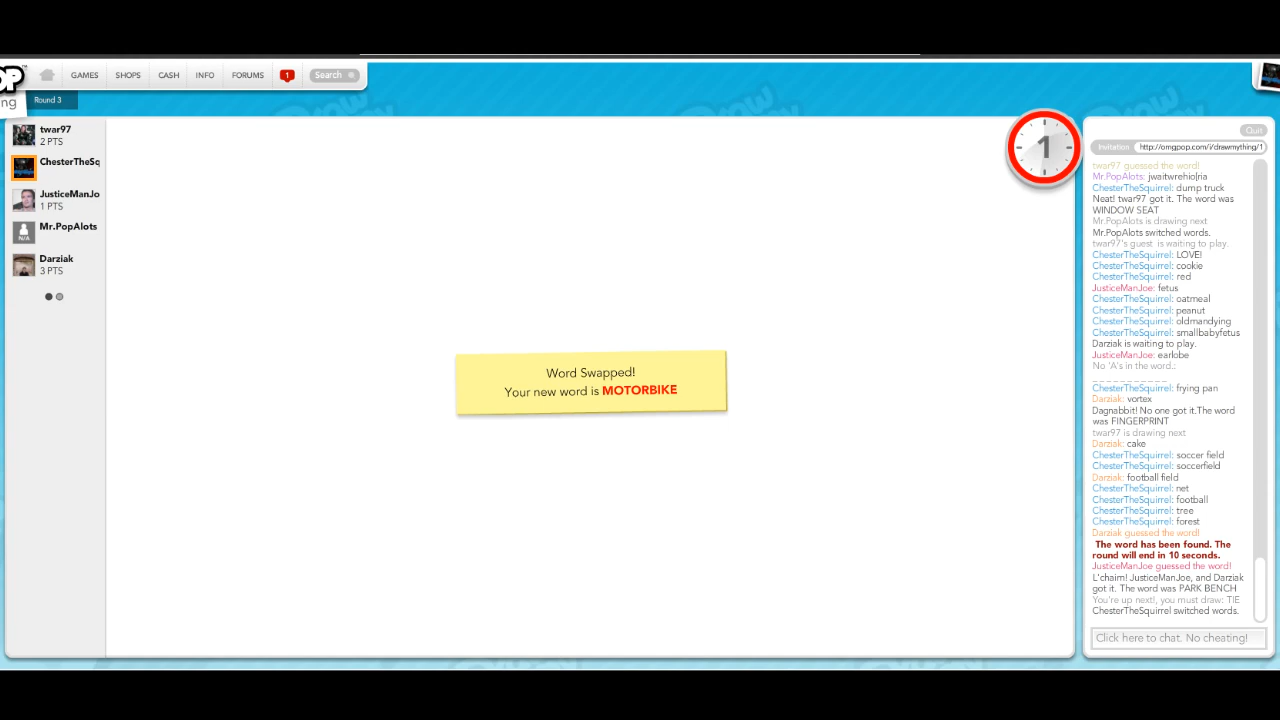 OP™
ng
GAMES
SHOPS
CASH
INFO
FORUMS
1
Search
Round 3
twar97
2 PTS
ChesterTheSq
JusticeManJo
1 PTS
N/A
Mr.PopAlots
Darziak
3 PTS
Word Swapped!
Your new word is MOTORBIKE
1
Quit
Invitation
http://omgpop.com/i/drawmything/1
twar97 guessed the word!
Mr.PopAlots: jwaitwrehio[ria
ChesterTheSquirrel: dump truck
Neat! twar97 got it. The word was
WINDOW SEAT
Mr.PopAlots is drawing next
Mr.PopAlots switched words.
twar97's guest is waiting to play.
ChesterTheSquirrel: LOVE!
ChesterTheSquirrel: cookie
ChesterTheSquirrel: red
JusticeManJoe: fetus
ChesterTheSquirrel: oatmeal
ChesterTheSquirrel: peanut
ChesterTheSquirrel: oldmandying
ChesterTheSquirrel: smallbabyfetus
Darziak is waiting to play.
JusticeManJoe: earlobe
No 'A's in the word.:
_ _ _ _ _ _ _ _ _ _ _
ChesterTheSquirrel: frying pan
Darziak: vortex
Dagnabbit! No one got it.The word
was FINGERPRINT
twar97 is drawing next
Darziak: cake
ChesterTheSquirrel: soccer field
ChesterTheSquirrel: soccerfield
Darziak: football field
ChesterTheSquirrel: net
ChesterTheSquirrel: football
ChesterTheSquirrel: tree
ChesterTheSquirrel: forest
Darziak guessed the word!
The word has been found. The
round will end in 10 seconds.
JusticeManJoe guessed the word!
L'chaim! JusticeManJoe, and Darziak
got it. The word was PARK BENCH
You're up next!, you must draw: TIE
ChesterTheSquirrel switched words.
Click here to chat. No cheating!